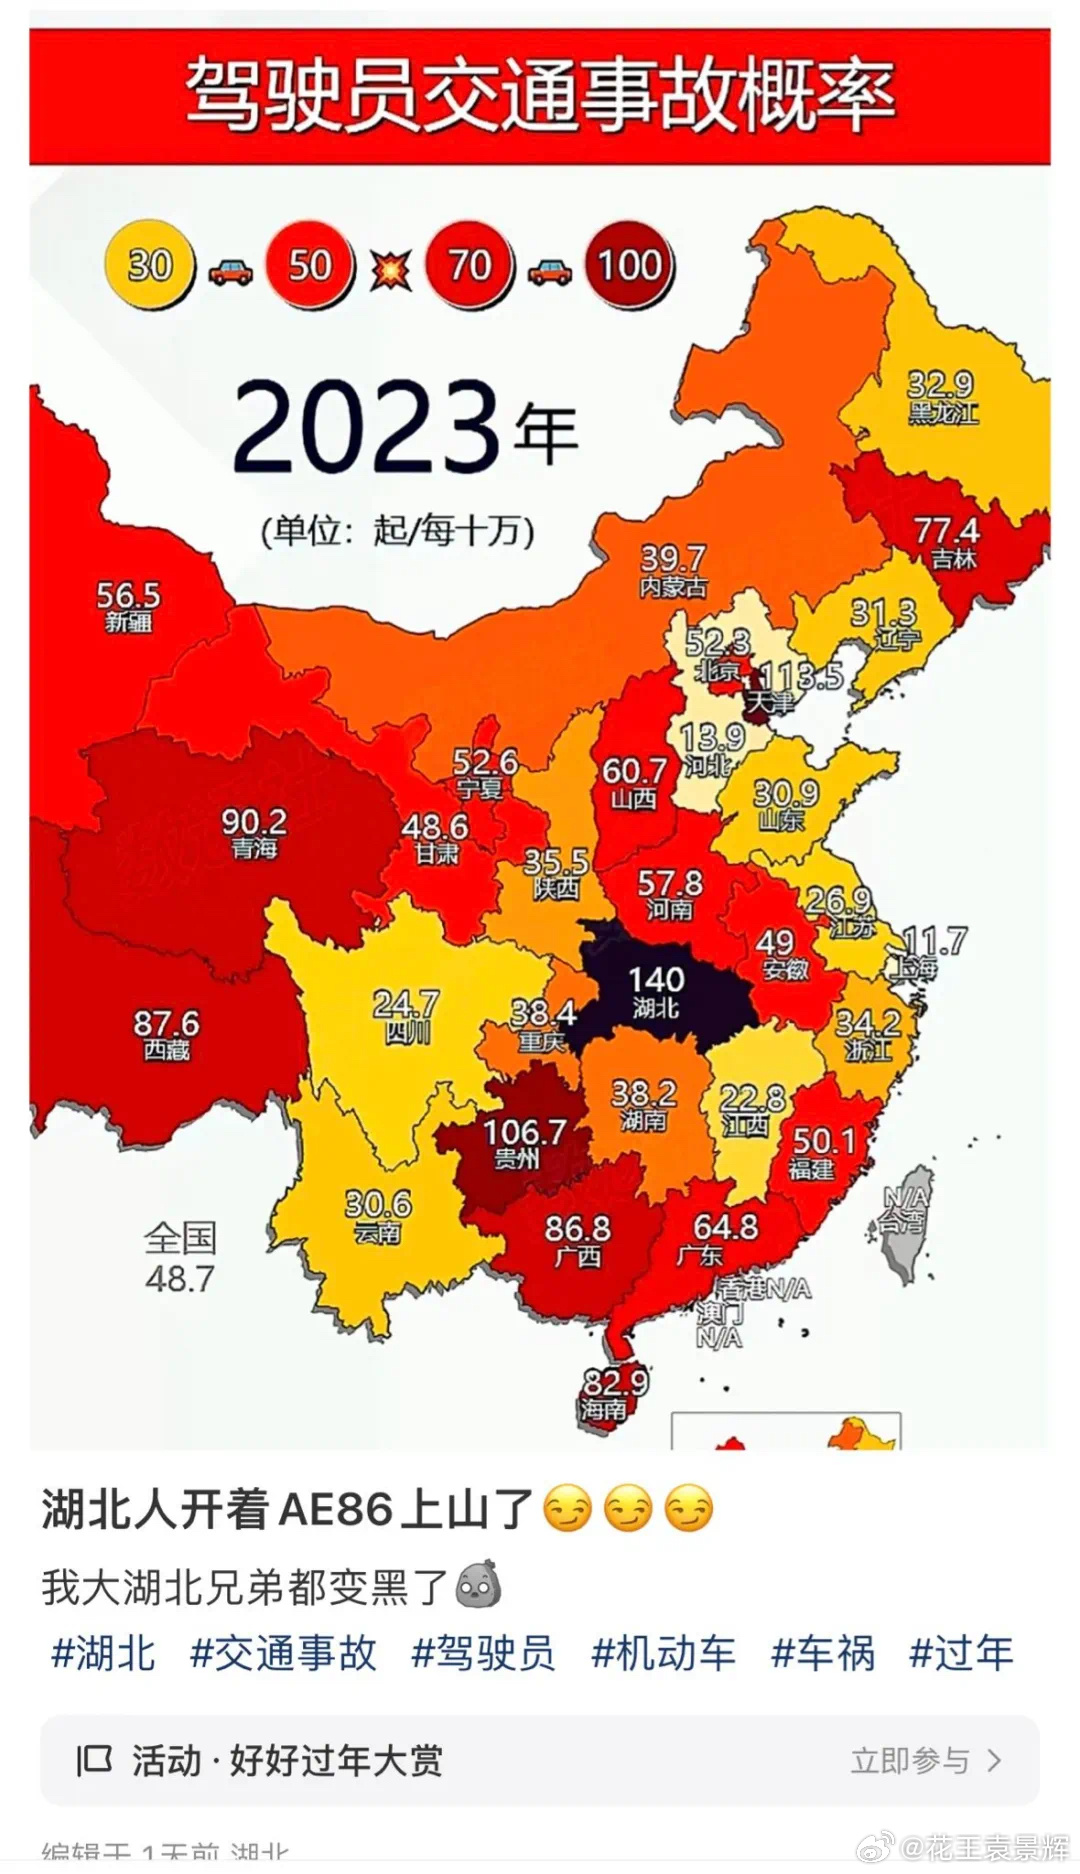 驾驶员交通事故概率
30 50 70 100
2023年
(单位：起/每十万)
32.9
黑龙江
77.4
吉林
39.7
内蒙古
56.5
新疆
31.3
辽宁
52.3
北京
113.5
天津
13.9
河北
52.6
宁夏
60.7
山西
30.9
山东
90.2
青海
48.6
甘肃
35.5
陕西
57.8
河南
26.9
江苏
49
安徽
11.7
上海
140
湖北
24.7
四川
38.4
重庆
87.6
西藏
34.2
浙江
38.2
湖南
22.8
江西
106.7
贵州
50.1
福建
30.6
云南
86.8
广西
64.8
广东
N/A
台湾
全国
48.7
香港N/A
澳门
N/A
82.9
海南
湖北人开着AE86上山了😏😏😏
我大湖北兄弟都变黑了
#湖北 #交通事故 #驾驶员 #机动车 #车祸 #过年
活动·好好过年大赏 立即参与
编辑于 1天前 湖北
@花王袁景辉